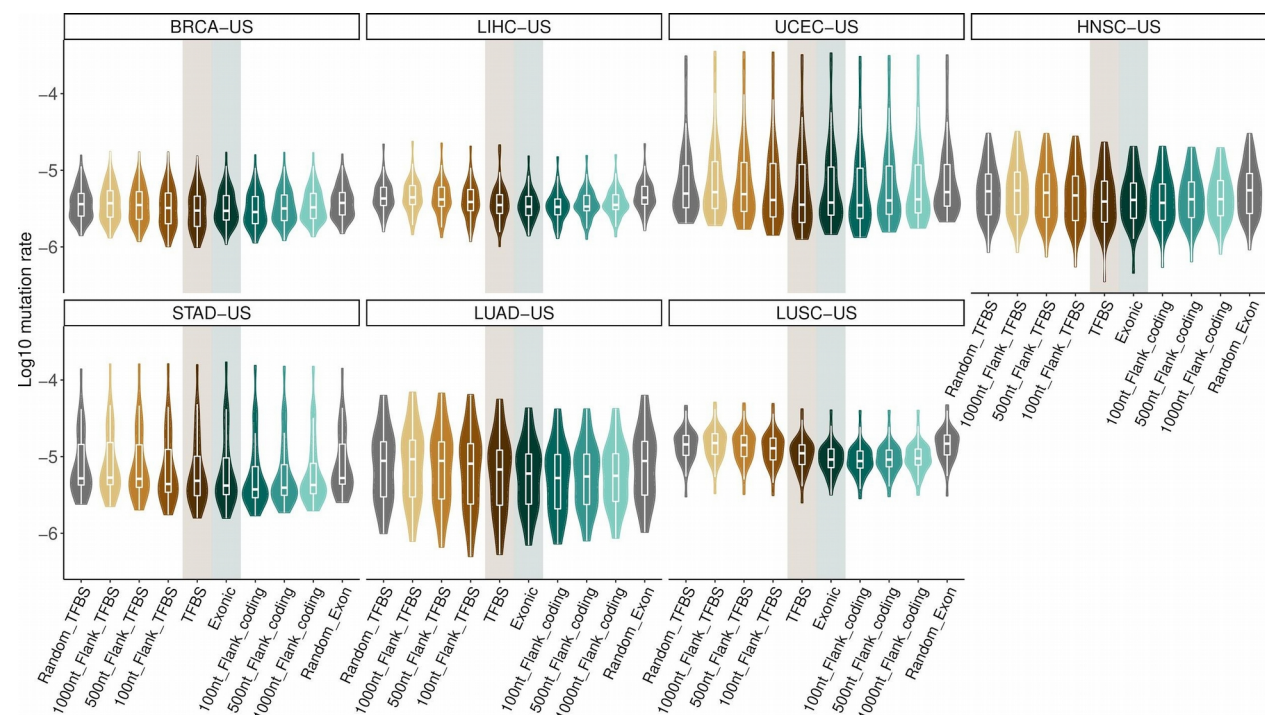 BRCA−US
LIHC−US
UCEC−US
HNSC−US
−4
−5
−6
Log10 mutation rate
Random_TFBS
1000nt_Flank_TFBS
500nt_Flank_TFBS
100nt_Flank_TFBS
TFBS
Exonic
100nt_Flank_coding
500nt_Flank_coding
1000nt_Flank_coding
Random_Exon
STAD−US
LUAD−US
LUSC−US
−4
−5
−6
Random_TFBS
1000nt_Flank_TFBS
500nt_Flank_TFBS
100nt_Flank_TFBS
TFBS
Exonic
100nt_Flank_coding
500nt_Flank_coding
1000nt_Flank_coding
Random_Exon
Random_TFBS
1000nt_Flank_TFBS
500nt_Flank_TFBS
100nt_Flank_TFBS
TFBS
Exonic
100nt_Flank_coding
500nt_Flank_coding
1000nt_Flank_coding
Random_Exon
Random_TFBS
1000nt_Flank_TFBS
500nt_Flank_TFBS
100nt_Flank_TFBS
TFBS
Exonic
100nt_Flank_coding
500nt_Flank_coding
1000nt_Flank_coding
Random_Exon